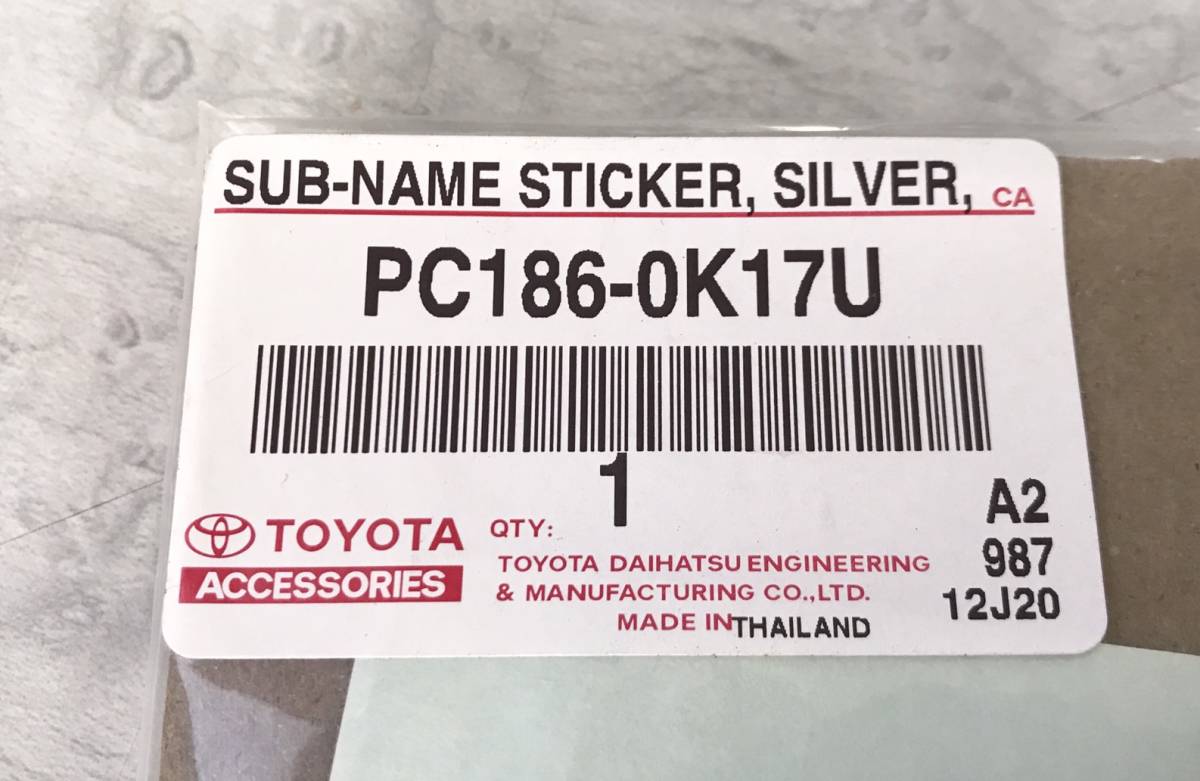 SUB-NAME STICKER, SILVER, CA
PC186-0K17U
1
QTY:
A2
TOYOTA
ACCESSORIES
TOYOTA DAIHATSU ENGINEERING
& MANUFACTURING CO.,LTD.
MADE IN THAILAND
987
12J20